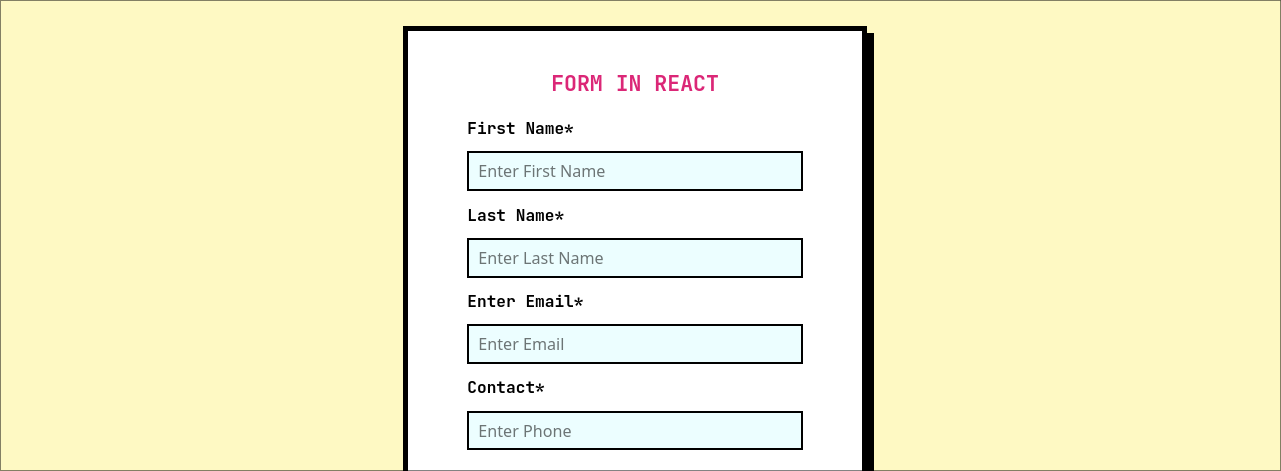 FORM IN REACT
First Name*
Enter First Name
Last Name*
Enter Last Name
Enter Email*
Enter Email
Contact*
Enter Phone